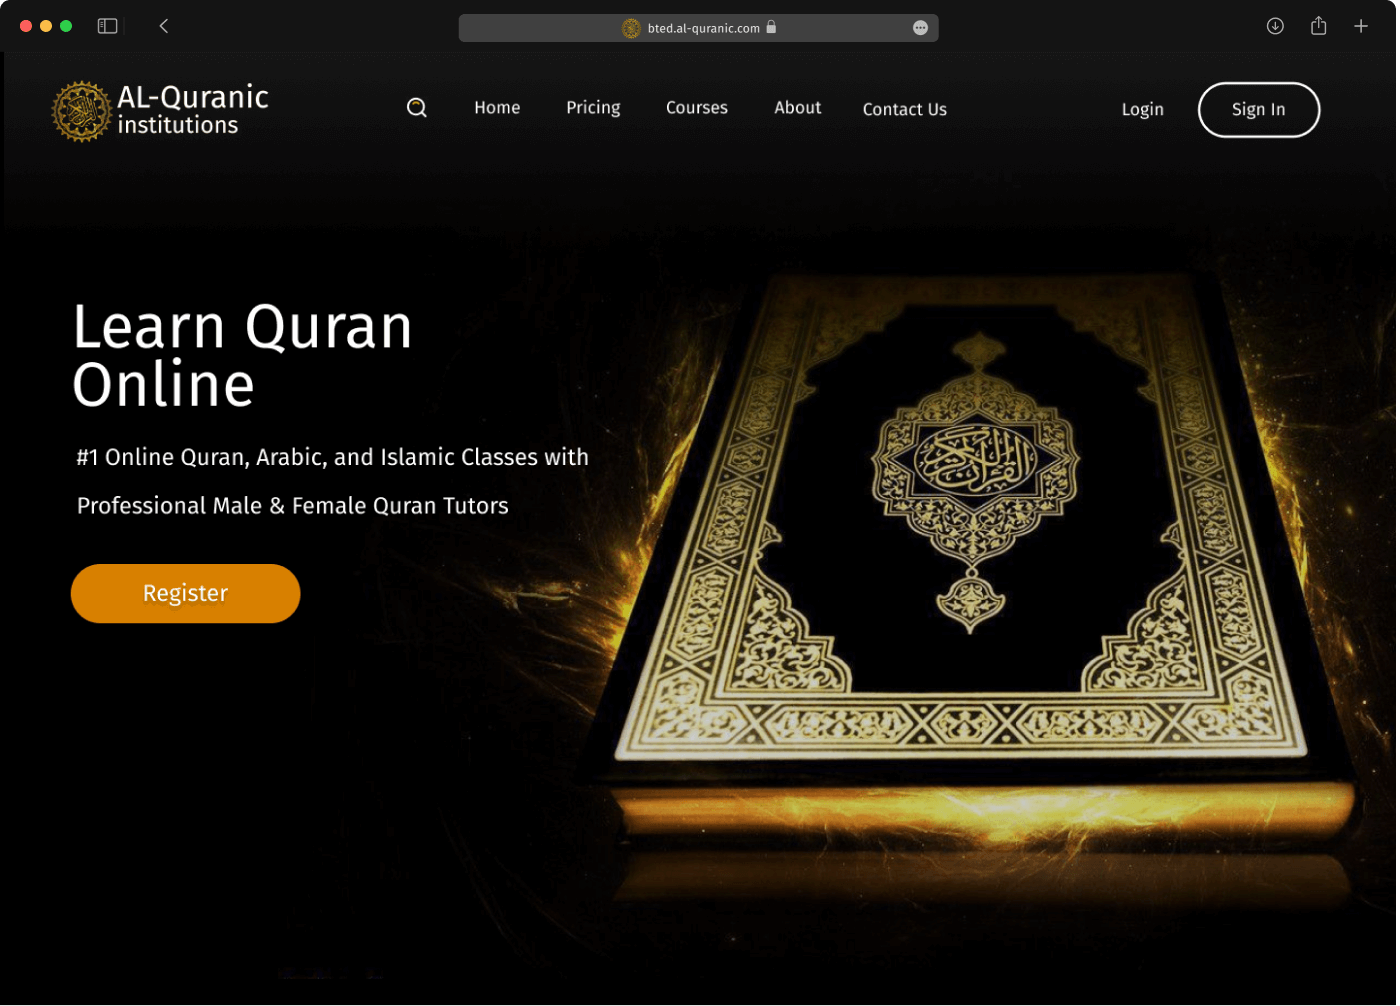 bted.al-quranic.com
AL-Quranic
institutions
Home
Pricing
Courses
About
Contact Us
Login
Sign In
Learn Quran
Online
#1 Online Quran, Arabic, and Islamic Classes with
Professional Male & Female Quran Tutors
Register
القرآن الكريم